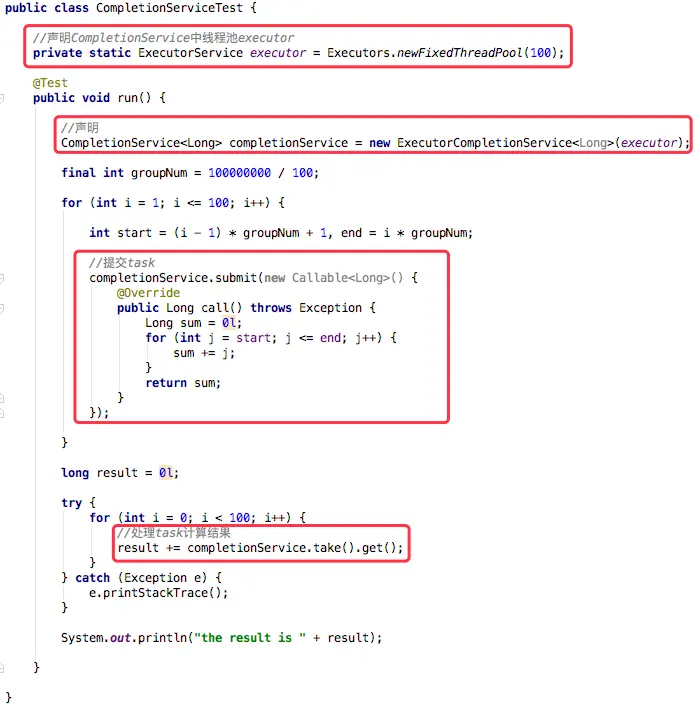 public class CompletionServiceTest {
//声明CompletionService中线程池executor
private static ExecutorService executor = Executors.newFixedThreadPool(100);
@Test
public void run() {
//声明
CompletionService<Long> completionService = new ExecutorCompletionService<Long>(executor);
final int groupNum = 100000000 / 100;
for (int i = 1; i <= 100; i++) {
int start = (i - 1) * groupNum + 1, end = i * groupNum;
//提交task
completionService.submit(new Callable<Long>() {
@Override
public Long call() throws Exception {
Long sum = 0l;
for (int j = start; j <= end; j++) {
sum += j;
}
return sum;
}
});
}
long result = 0l;
try {
for (int i = 0; i < 100; i++) {
//处理task计算结果
result += completionService.take().get();
}
} catch (Exception e) {
e.printStackTrace();
}
System.out.println("the result is " + result);
}
}